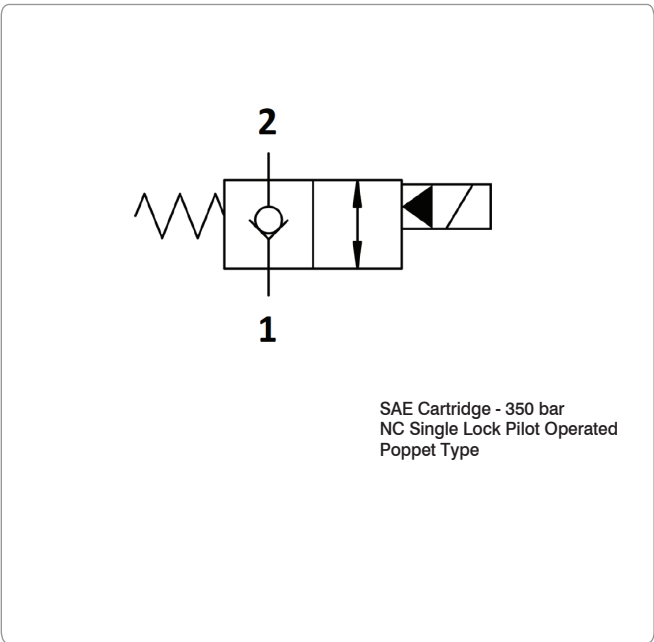 2
1
SAE Cartridge - 350 bar
NC Single Lock Pilot Operated
Poppet Type